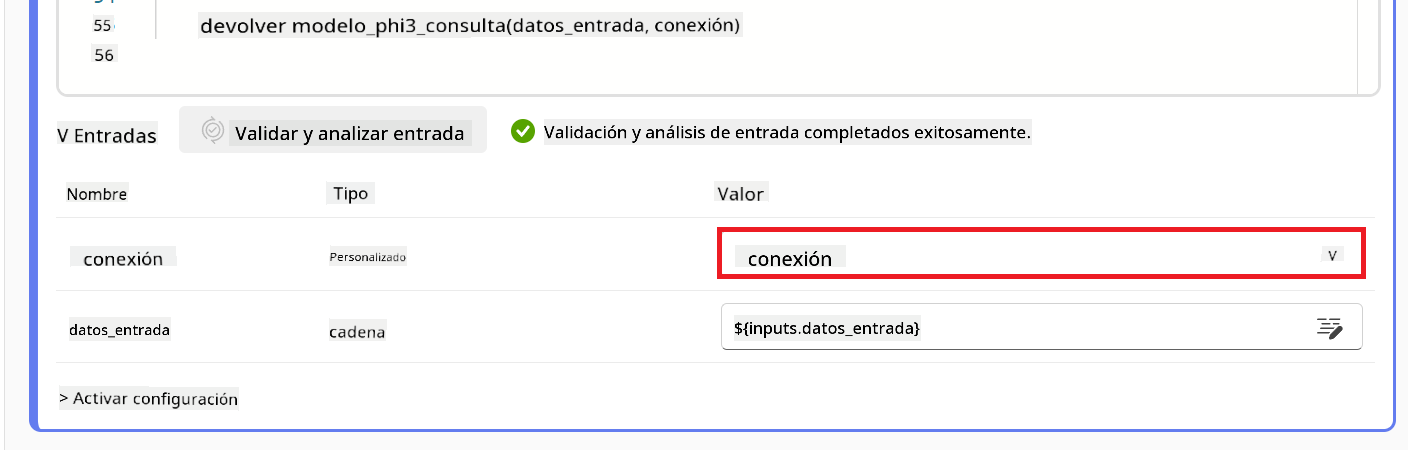 55
devolver modelo_phi3_consulta(datos_entrada, conexión)
56
V Entradas
Validar y analizar entrada
Validación y análisis de entrada completados exitosamente.
Nombre
Tipo
Valor
conexión
Personalizado
conexión
V
datos_entrada
cadena
${inputs.datos_entrada}
> Activar configuración